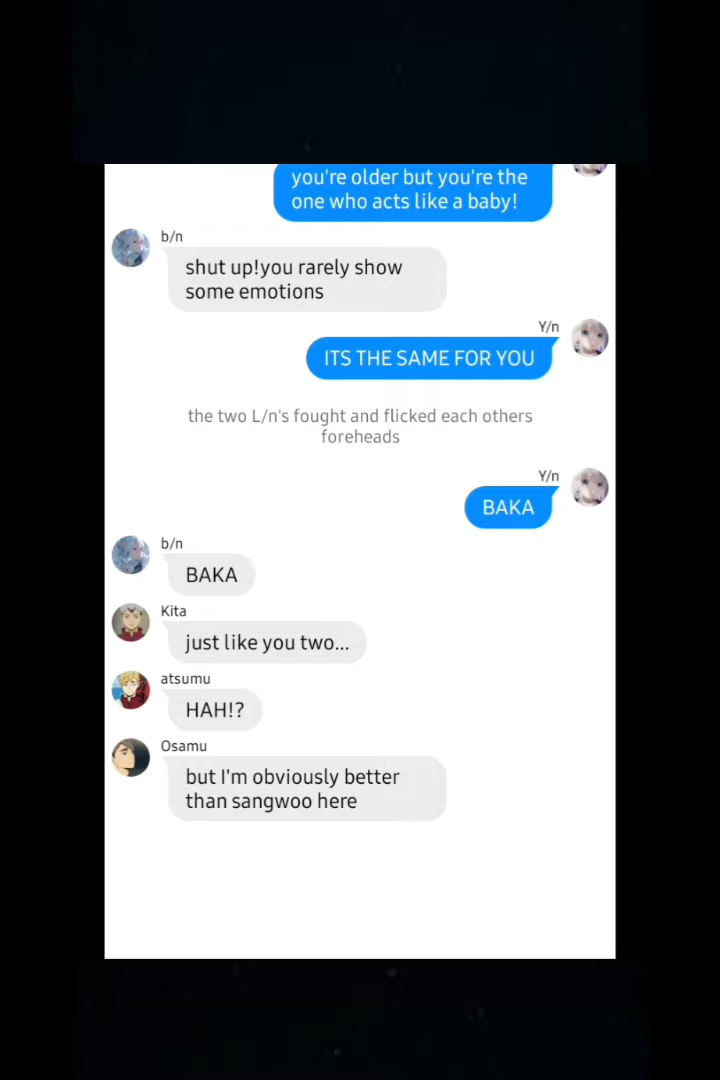 you're older but you're the
one who acts like a baby!
b/n
shut up!you rarely show
some emotions
Y/n
ITS THE SAME FOR YOU
the two L/n's fought and flicked each others
foreheads
Y/n
BAKA
b/n
BAKA
Kita
just like you two...
atsumu
HAH!?
Osamu
but I'm obviously better
than sangwoo here